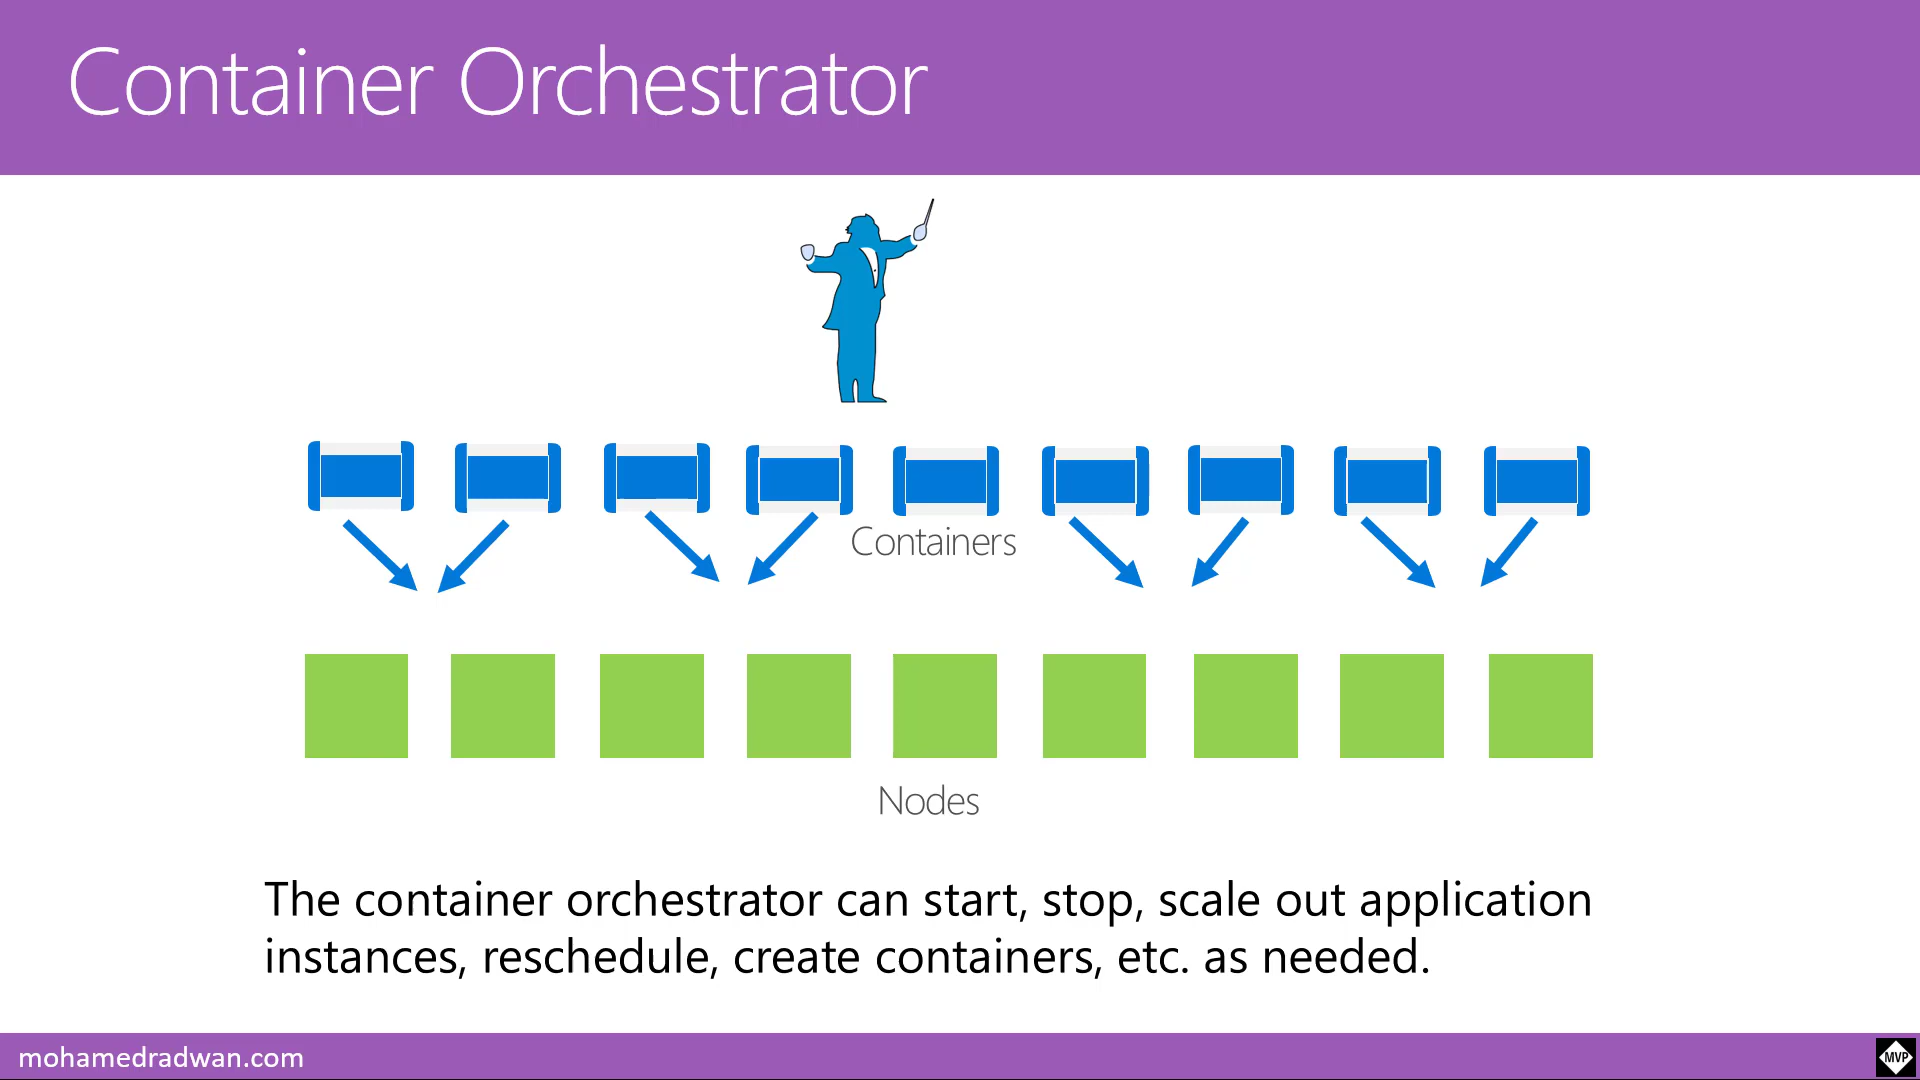 Container Orchestrator
Containers
Nodes
The container orchestrator can start, stop, scale out application
instances, reschedule, create containers, etc. as needed.
mohamedradwan.com
MVP